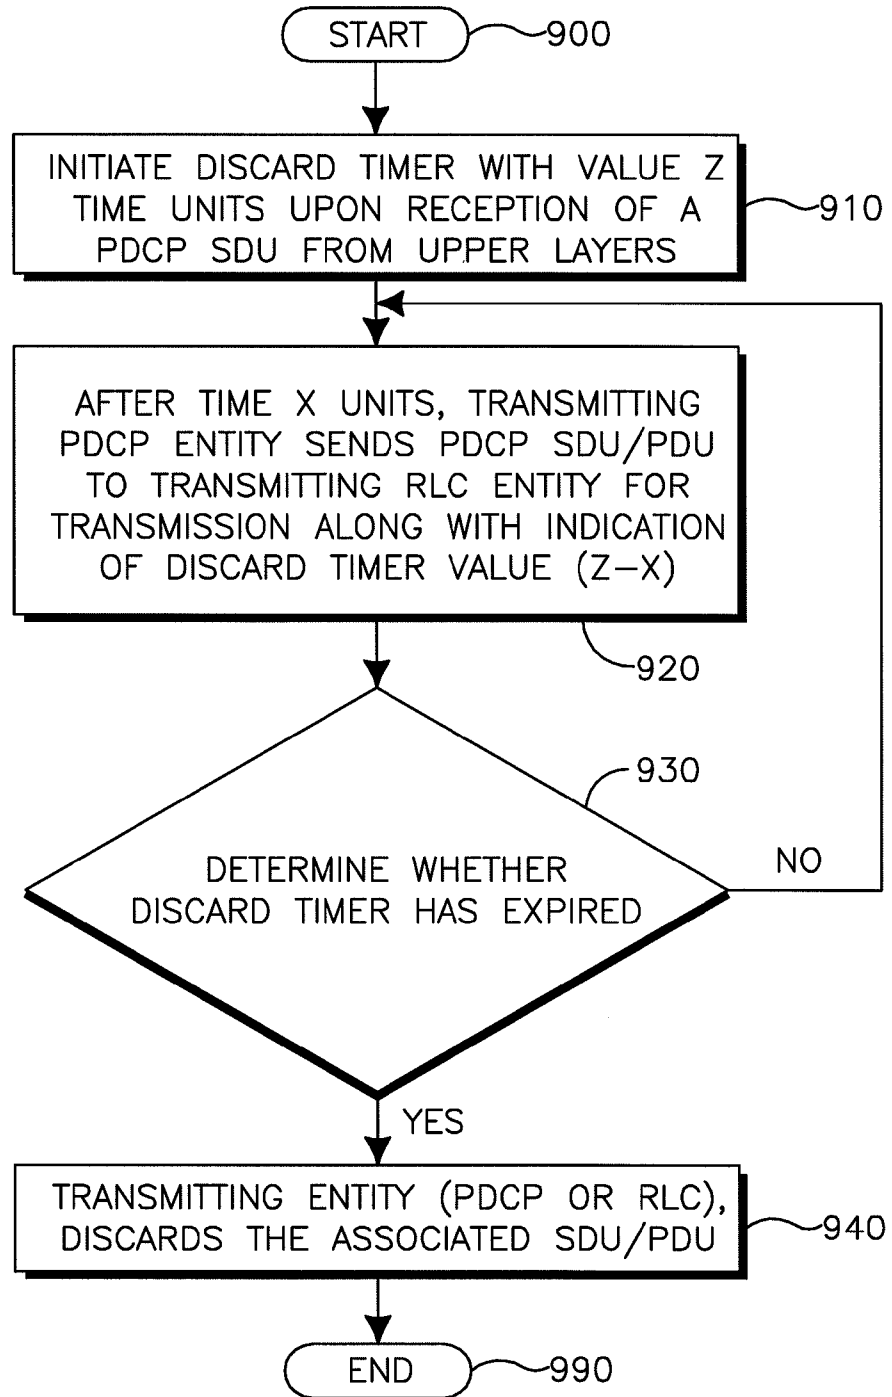 START
900
INITIATE DISCARD TIMER WITH VALUE Z
TIME UNITS UPON RECEPTION OF A
PDCP SDU FROM UPPER LAYERS
910
AFTER TIME X UNITS, TRANSMITTING
PDCP ENTITY SENDS PDCP SDU/PDU
TO TRANSMITTING RLC ENTITY FOR
TRANSMISSION ALONG WITH INDICATION
OF DISCARD TIMER VALUE (Z-X)
920
930
DETERMINE WHETHER
DISCARD TIMER HAS EXPIRED
NO
YES
TRANSMITTING ENTITY (PDCP OR RLC),
DISCARDS THE ASSOCIATED SDU/PDU
940
END
990